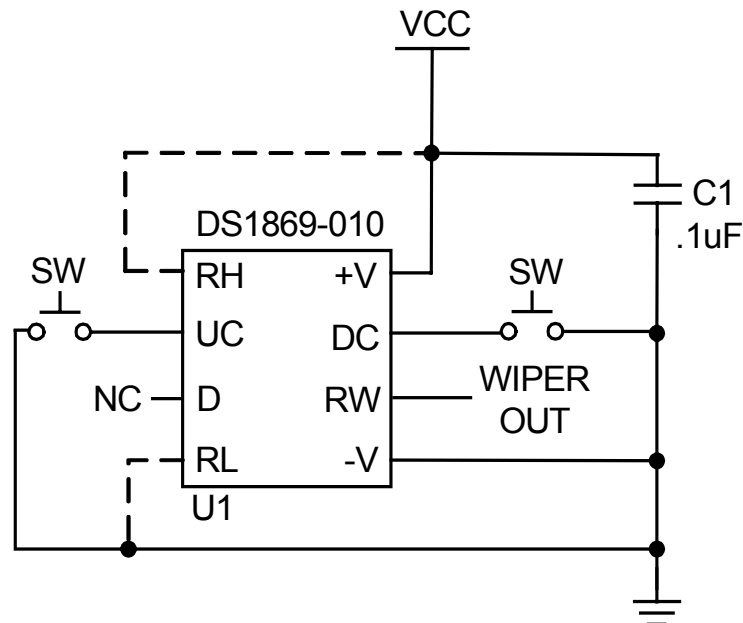 VCC
C1
.1uF
DS1869-010
SW
SW
RH
+V
UC
DC
NC
D
RW
WIPER
OUT
RL
-V
U1